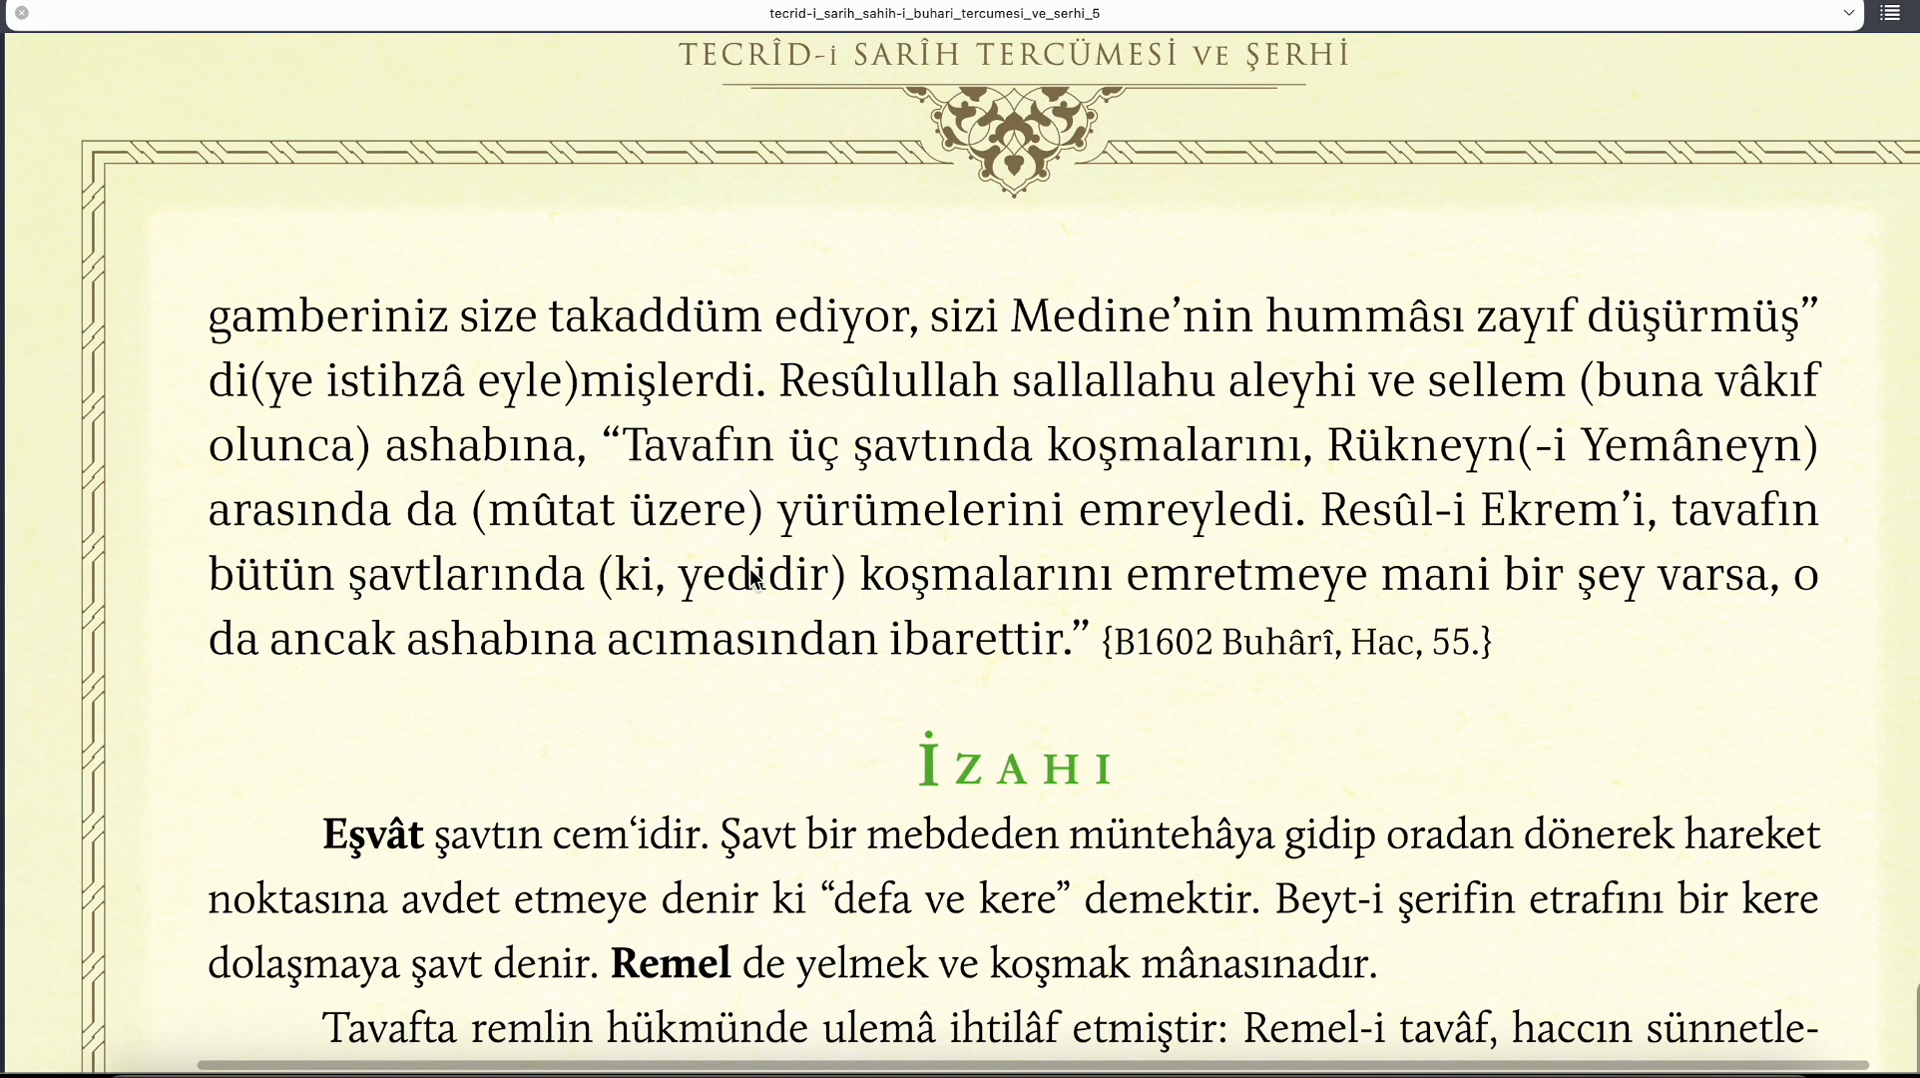 tecrid-i_sarih_sahih-i_buhari_tercumesi_ve_serhi_5
TECRÎD-i SARÎH TERCÜMESİ VE ŞERHİ
gamberiniz size takaddüm ediyor, sizi Medine’nin hummâsı zayıf düşürmüş”
di(ye istihzâ eyle)mişlerdi. Resûlullah sallallahu aleyhi ve sellem (buna vâkıf
olunca) ashabına, “Tavafın üç şavtında koşmalarını, Rükneyn(-i Yemâneyn)
arasında da (mûtat üzere) yürümelerini emreyledi. Resûl-i Ekrem’i, tavafın
bütün şavtlarında (ki, yedidir) koşmalarını emretmeye mani bir şey varsa, o
da ancak ashabına acımasından ibarettir.” {B1602 Buhârî, Hac, 55.}
İZAHI
Eşvât şavtın cem‘idir. Şavt bir mebdeden müntehâya gidip oradan dönerek hareket
noktasına avdet etmeye denir ki “defa ve kere” demektir. Beyt-i şerifin etrafını bir kere
dolaşmaya şavt denir. Remel de yelmek ve koşmak mânasınadır.
Tavafta remlin hükmünde ulemâ ihtilâf etmiştir: Remel-i tavâf, haccın sünnetle-